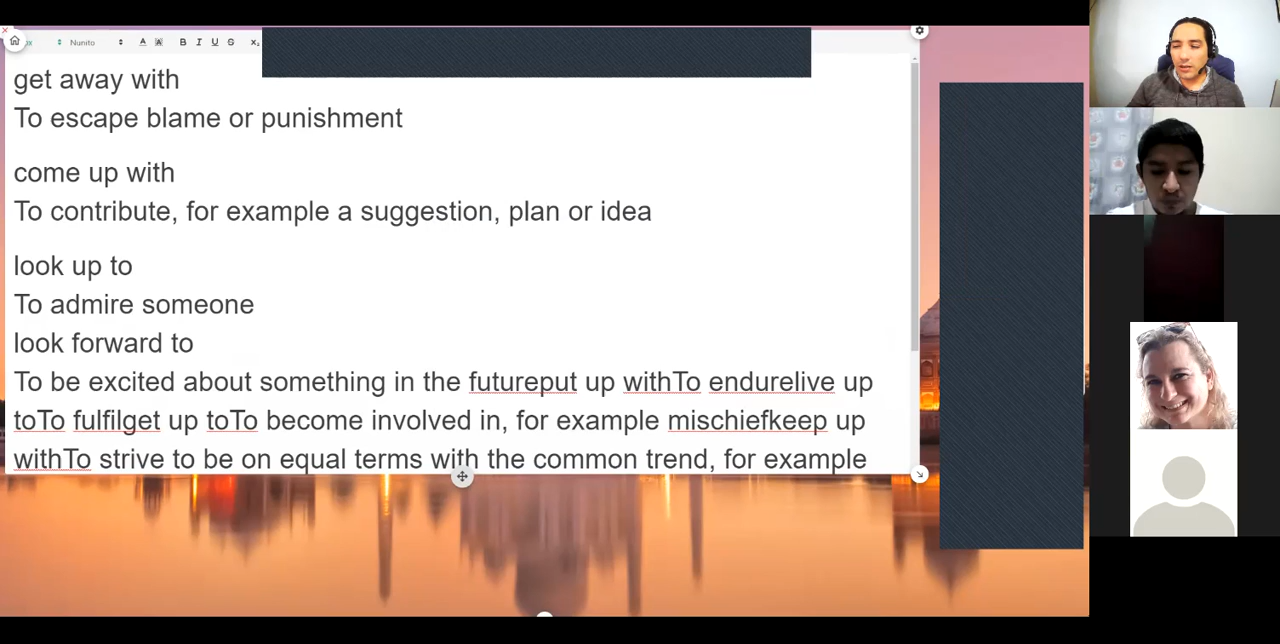 Nunito B I U S X₂
get away with
To escape blame or punishment
come up with
To contribute, for example a suggestion, plan or idea
look up to
To admire someone
look forward to
To be excited about something in the futureput up withTo endurelive up
toTo fulfilget up toTo become involved in, for example mischiefkeep up
withTo strive to be on equal terms with the common trend, for example